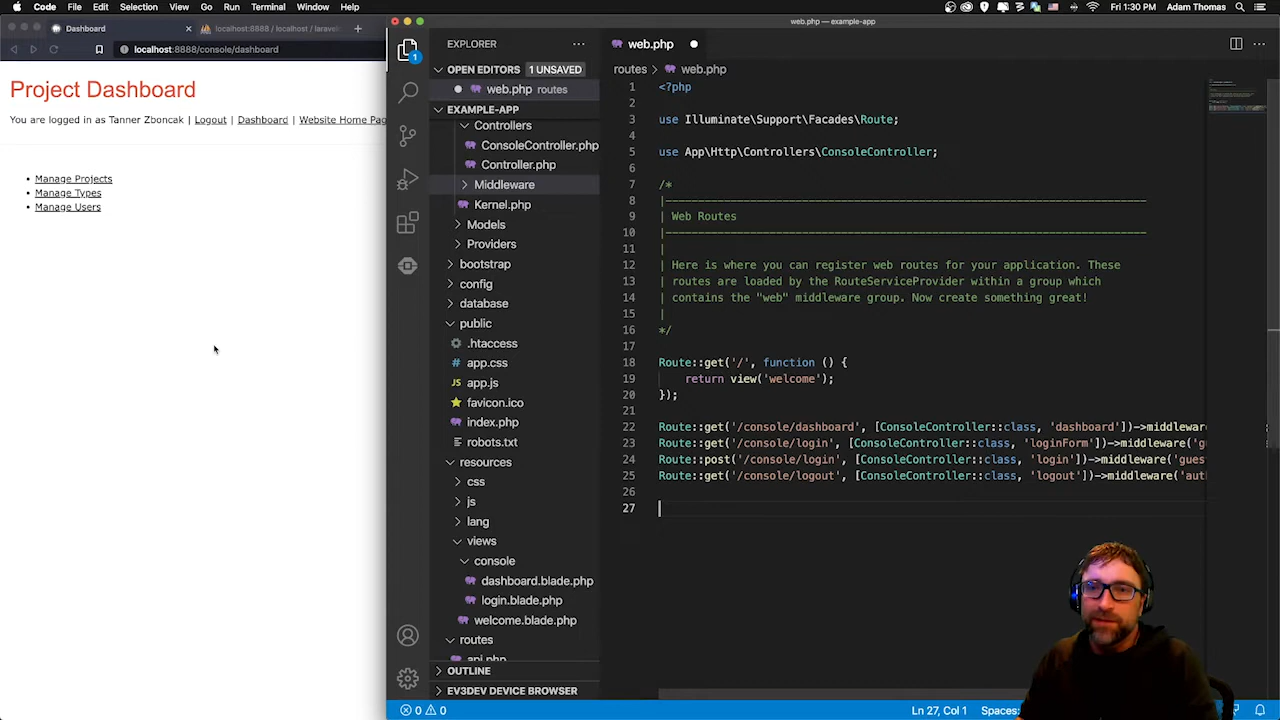 Code File Edit Selection View Go Run Terminal Window Help
Fri 1:30 PM Adam Thomas
Dashboard
localhost:8888 / localhost / larave
localhost:8888/console/dashboard
Project Dashboard
You are logged in as Tanner Zboncak | Logout | Dashboard | Website Home Pag
Manage Projects
Manage Types
Manage Users
web.php — example-app
1
EXPLORER
OPEN EDITORS 1 UNSAVED
web.php routes
EXAMPLE-APP
Controllers
ConsoleController.php
Controller.php
Middleware
Kernel.php
Models
Providers
bootstrap
config
database
public
.htaccess
app.css
JS app.js
favicon.ico
index.php
robots.txt
resources
css
js
lang
views
console
dashboard.blade.php
login.blade.php
welcome.blade.php
routes
api.php
OUTLINE
EV3DEV DEVICE BROWSER
web.php
routes > web.php
1 <?php
2
3 use Illuminate\Support\Facades\Route;
4
5 use App\Http\Controllers\ConsoleController;
6
7 /*
8 |--------------------------------------------------------------------------
9 | Web Routes
10 |--------------------------------------------------------------------------
11 |
12 | Here is where you can register web routes for your application. These
13 | routes are loaded by the RouteServiceProvider within a group which
14 | contains the "web" middleware group. Now create something great!
15 |
16 */
17
18 Route::get('/', function () {
19 return view('welcome');
20 });
21
22 Route::get('/console/dashboard', [ConsoleController::class, 'dashboard'])->middlewar
23 Route::get('/console/login', [ConsoleController::class, 'loginForm'])->middleware('g
24 Route::post('/console/login', [ConsoleController::class, 'login'])->middleware('gues
25 Route::get('/console/logout', [ConsoleController::class, 'logout'])->middleware('aut
26
27
0 0
Ln 27, Col 1 Spaces: